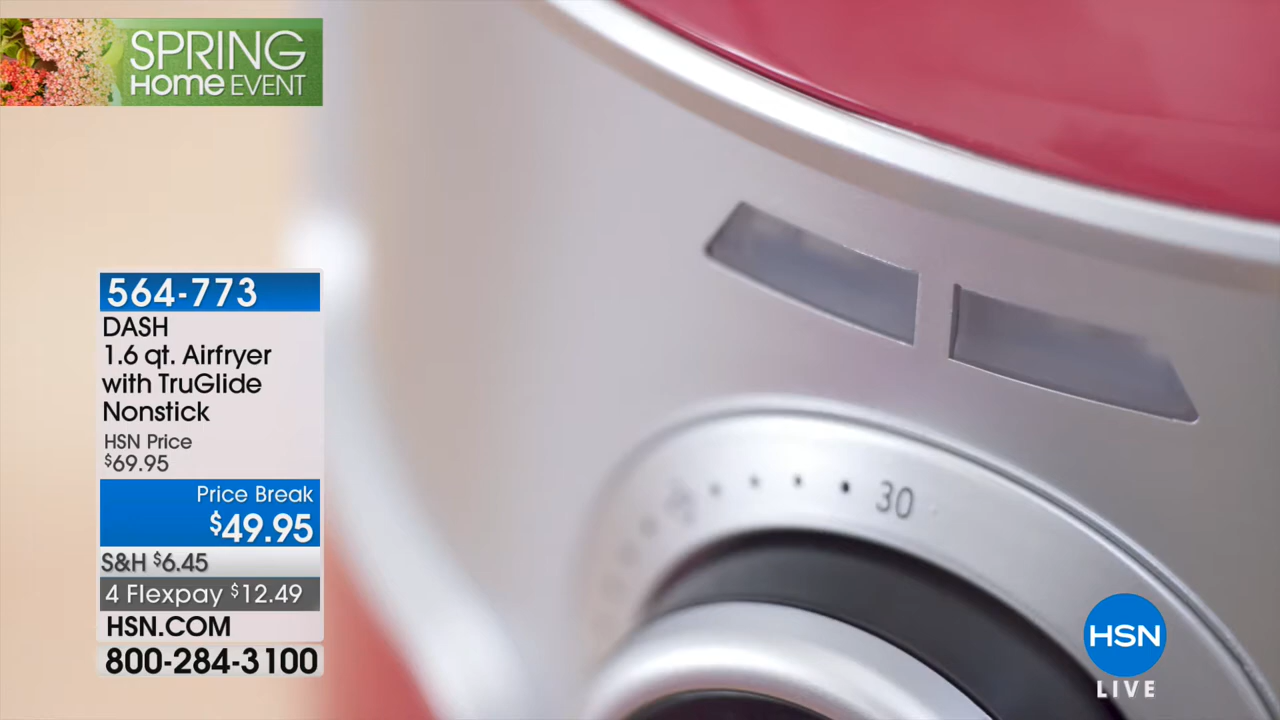 SPRING
Home EVENT
564-773
DASH
1.6 qt. Airfryer
with TruGlide
Nonstick
HSN Price
$69.95
Price Break
$49.95
S&H $6.45
4 Flexpay $12.49
HSN.COM
800-284-3100
30
HSN
LIVE